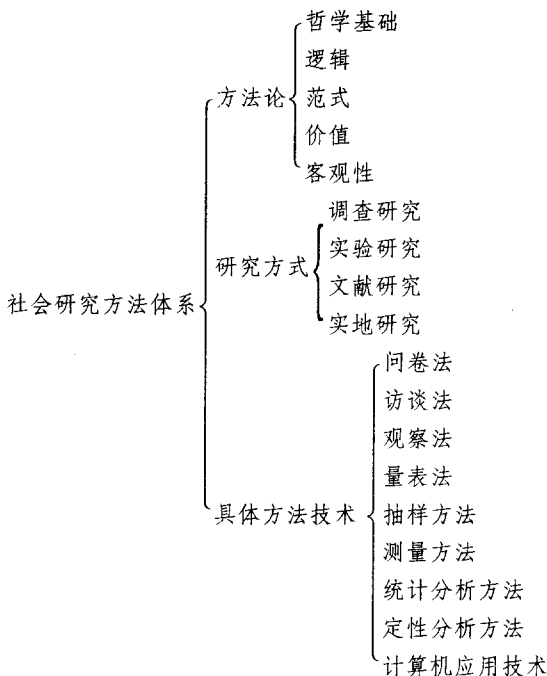 社会研究方法体系
方法论
哲学基础
逻辑
范式
价值
客观性
研究方式
调查研究
实验研究
文献研究
实地研究
具体方法技术
问卷法
访谈法
观察法
量表法
抽样方法
测量方法
统计分析方法
定性分析方法
计算机应用技术